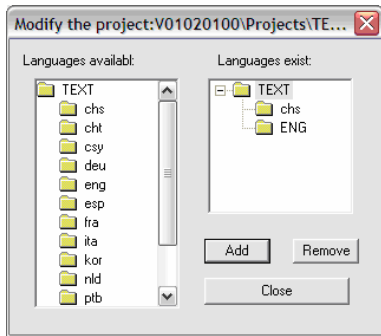 Modify the project:V01020100\Projects\TE...
Languages availabl:
TEXT
chs
cht
csy
deu
eng
esp
fra
ita
kor
nld
ptb
Languages exist:
TEXT
chs
ENG
Add
Remove
Close